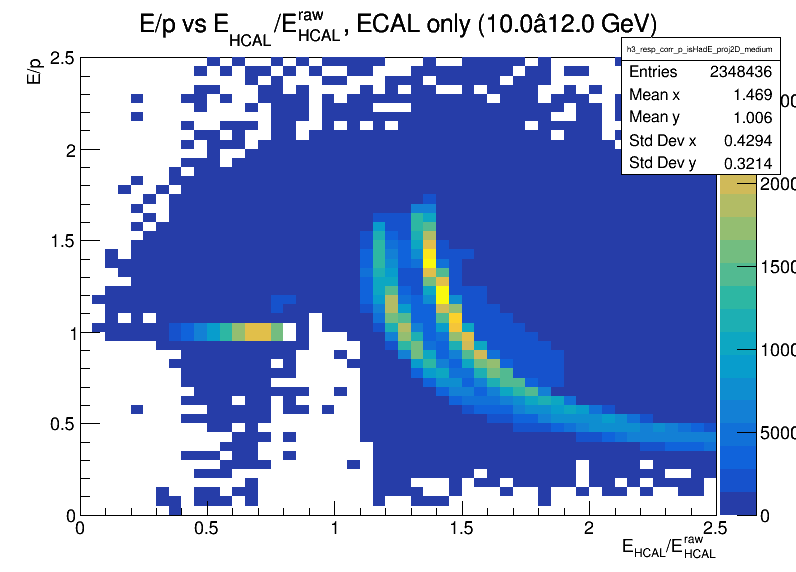 E/p vs E_HCAL/E_HCAL^raw, ECAL only (10.0â12.0 GeV)
h3_resp_corr_p_isHadE_proj2D_medium
Entries 2348436
Mean x 1.469
Mean y 1.006
Std Dev x 0.4294
Std Dev y 0.3214
E/p
2.5
2
1.5
1
0.5
0
0 0.5 1 1.5 2 2.5
E_HCAL/E_HCAL^raw
2000
1500
1000
5000
0